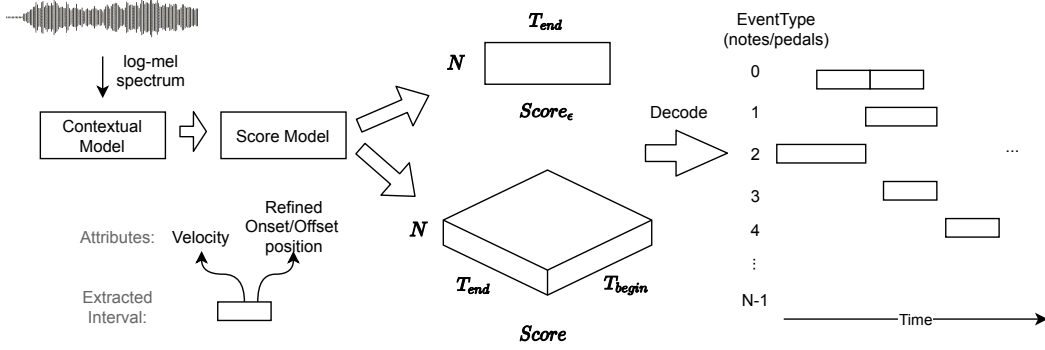 log-mel
spectrum
Contextual
Model
Score Model
T_end
N
Score_ϵ
N
T_end
T_begin
Score
Decode
EventType
(notes/pedals)
0
1
2
3
4
⋮
N-1
...
Time
Attributes:
Velocity
Refined
Onset/Offset
position
Extracted
Interval: